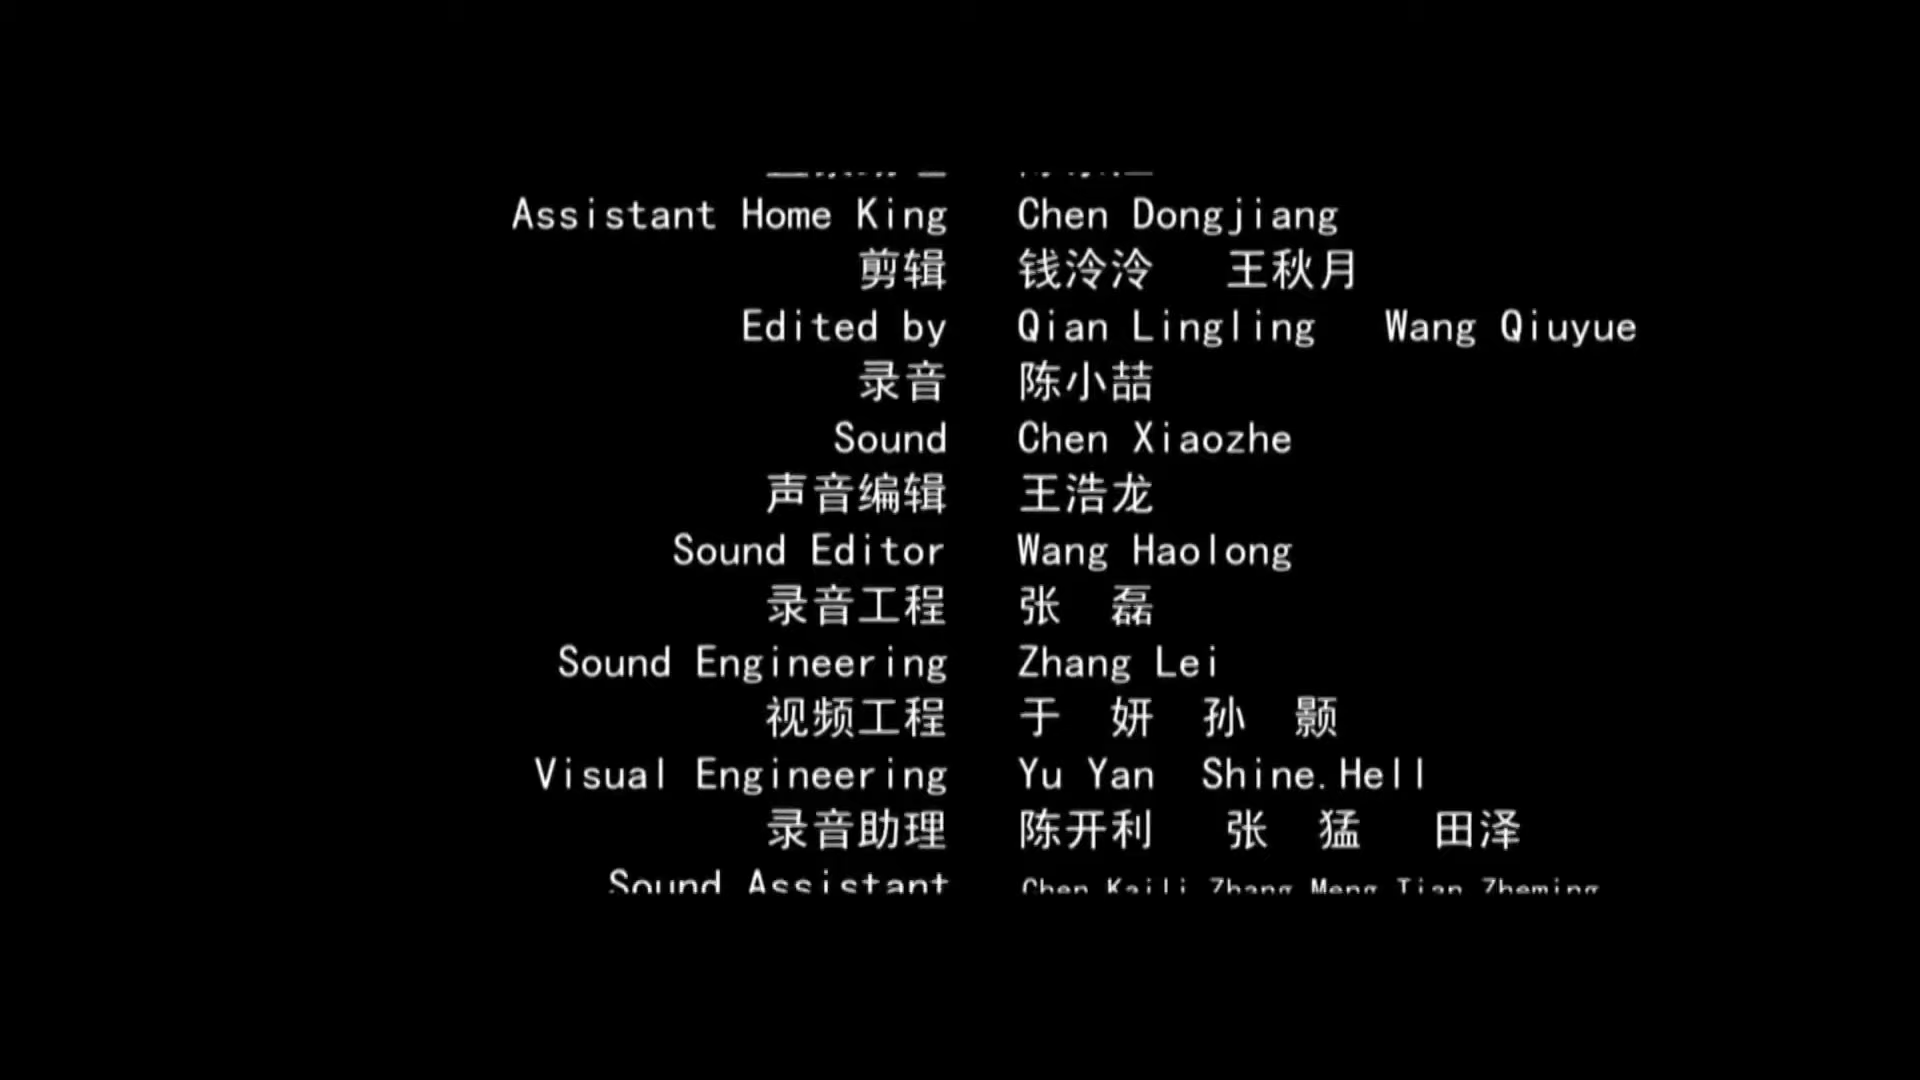 Assistant Home King Chen Dongjiang
剪辑 钱泠泠 王秋月
Edited by Qian Lingling Wang Qiuyue
录音 陈小喆
Sound Chen Xiaozhe
声音编辑 王浩龙
Sound Editor Wang Haolong
录音工程 张 磊
Sound Engineering Zhang Lei
视频工程 于 妍 孙 颢
Visual Engineering Yu Yan Shine.Hell
录音助理 陈开利 张 猛 田泽
Sound Assistant Chen Kaili Zhang Meng Tian Zheming